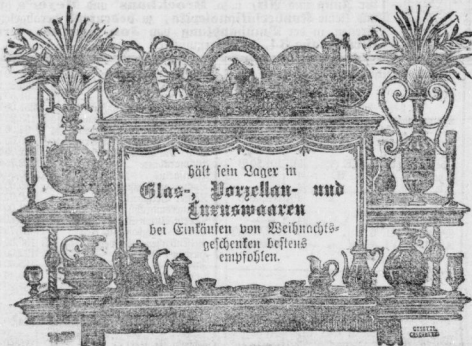 hält sein Lager in
Glas-, Porzellan- und
Luxuswaaren
bei Einkäufen von Weihnachts-
geschenken bestens
empfohlen.